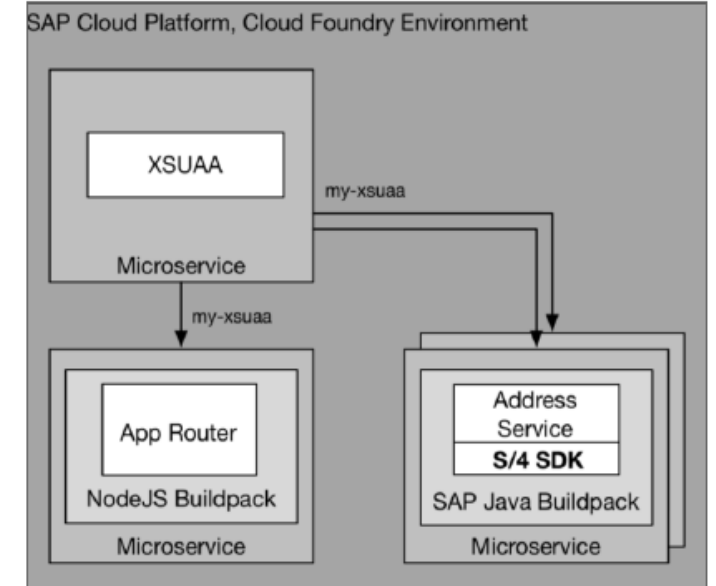 SAP Cloud Platform, Cloud Foundry Environment
XSUAA
my-xsuaa
Microservice
my-xsuaa
App Router
NodeJS Buildpack
Microservice
Address
Service
S/4 SDK
SAP Java Buildpack
Microservice